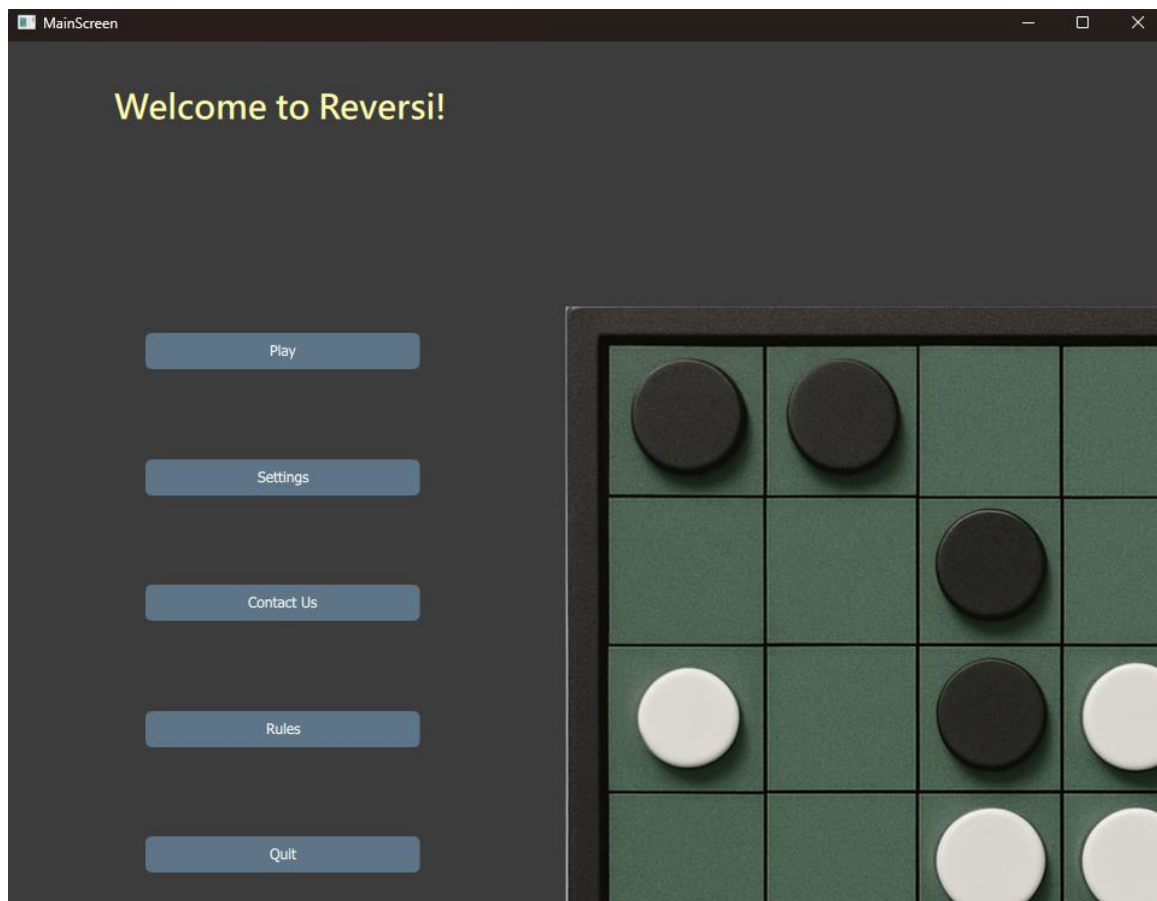 MainScreen
Welcome to Reversi!
Play
Settings
Contact Us
Rules
Quit